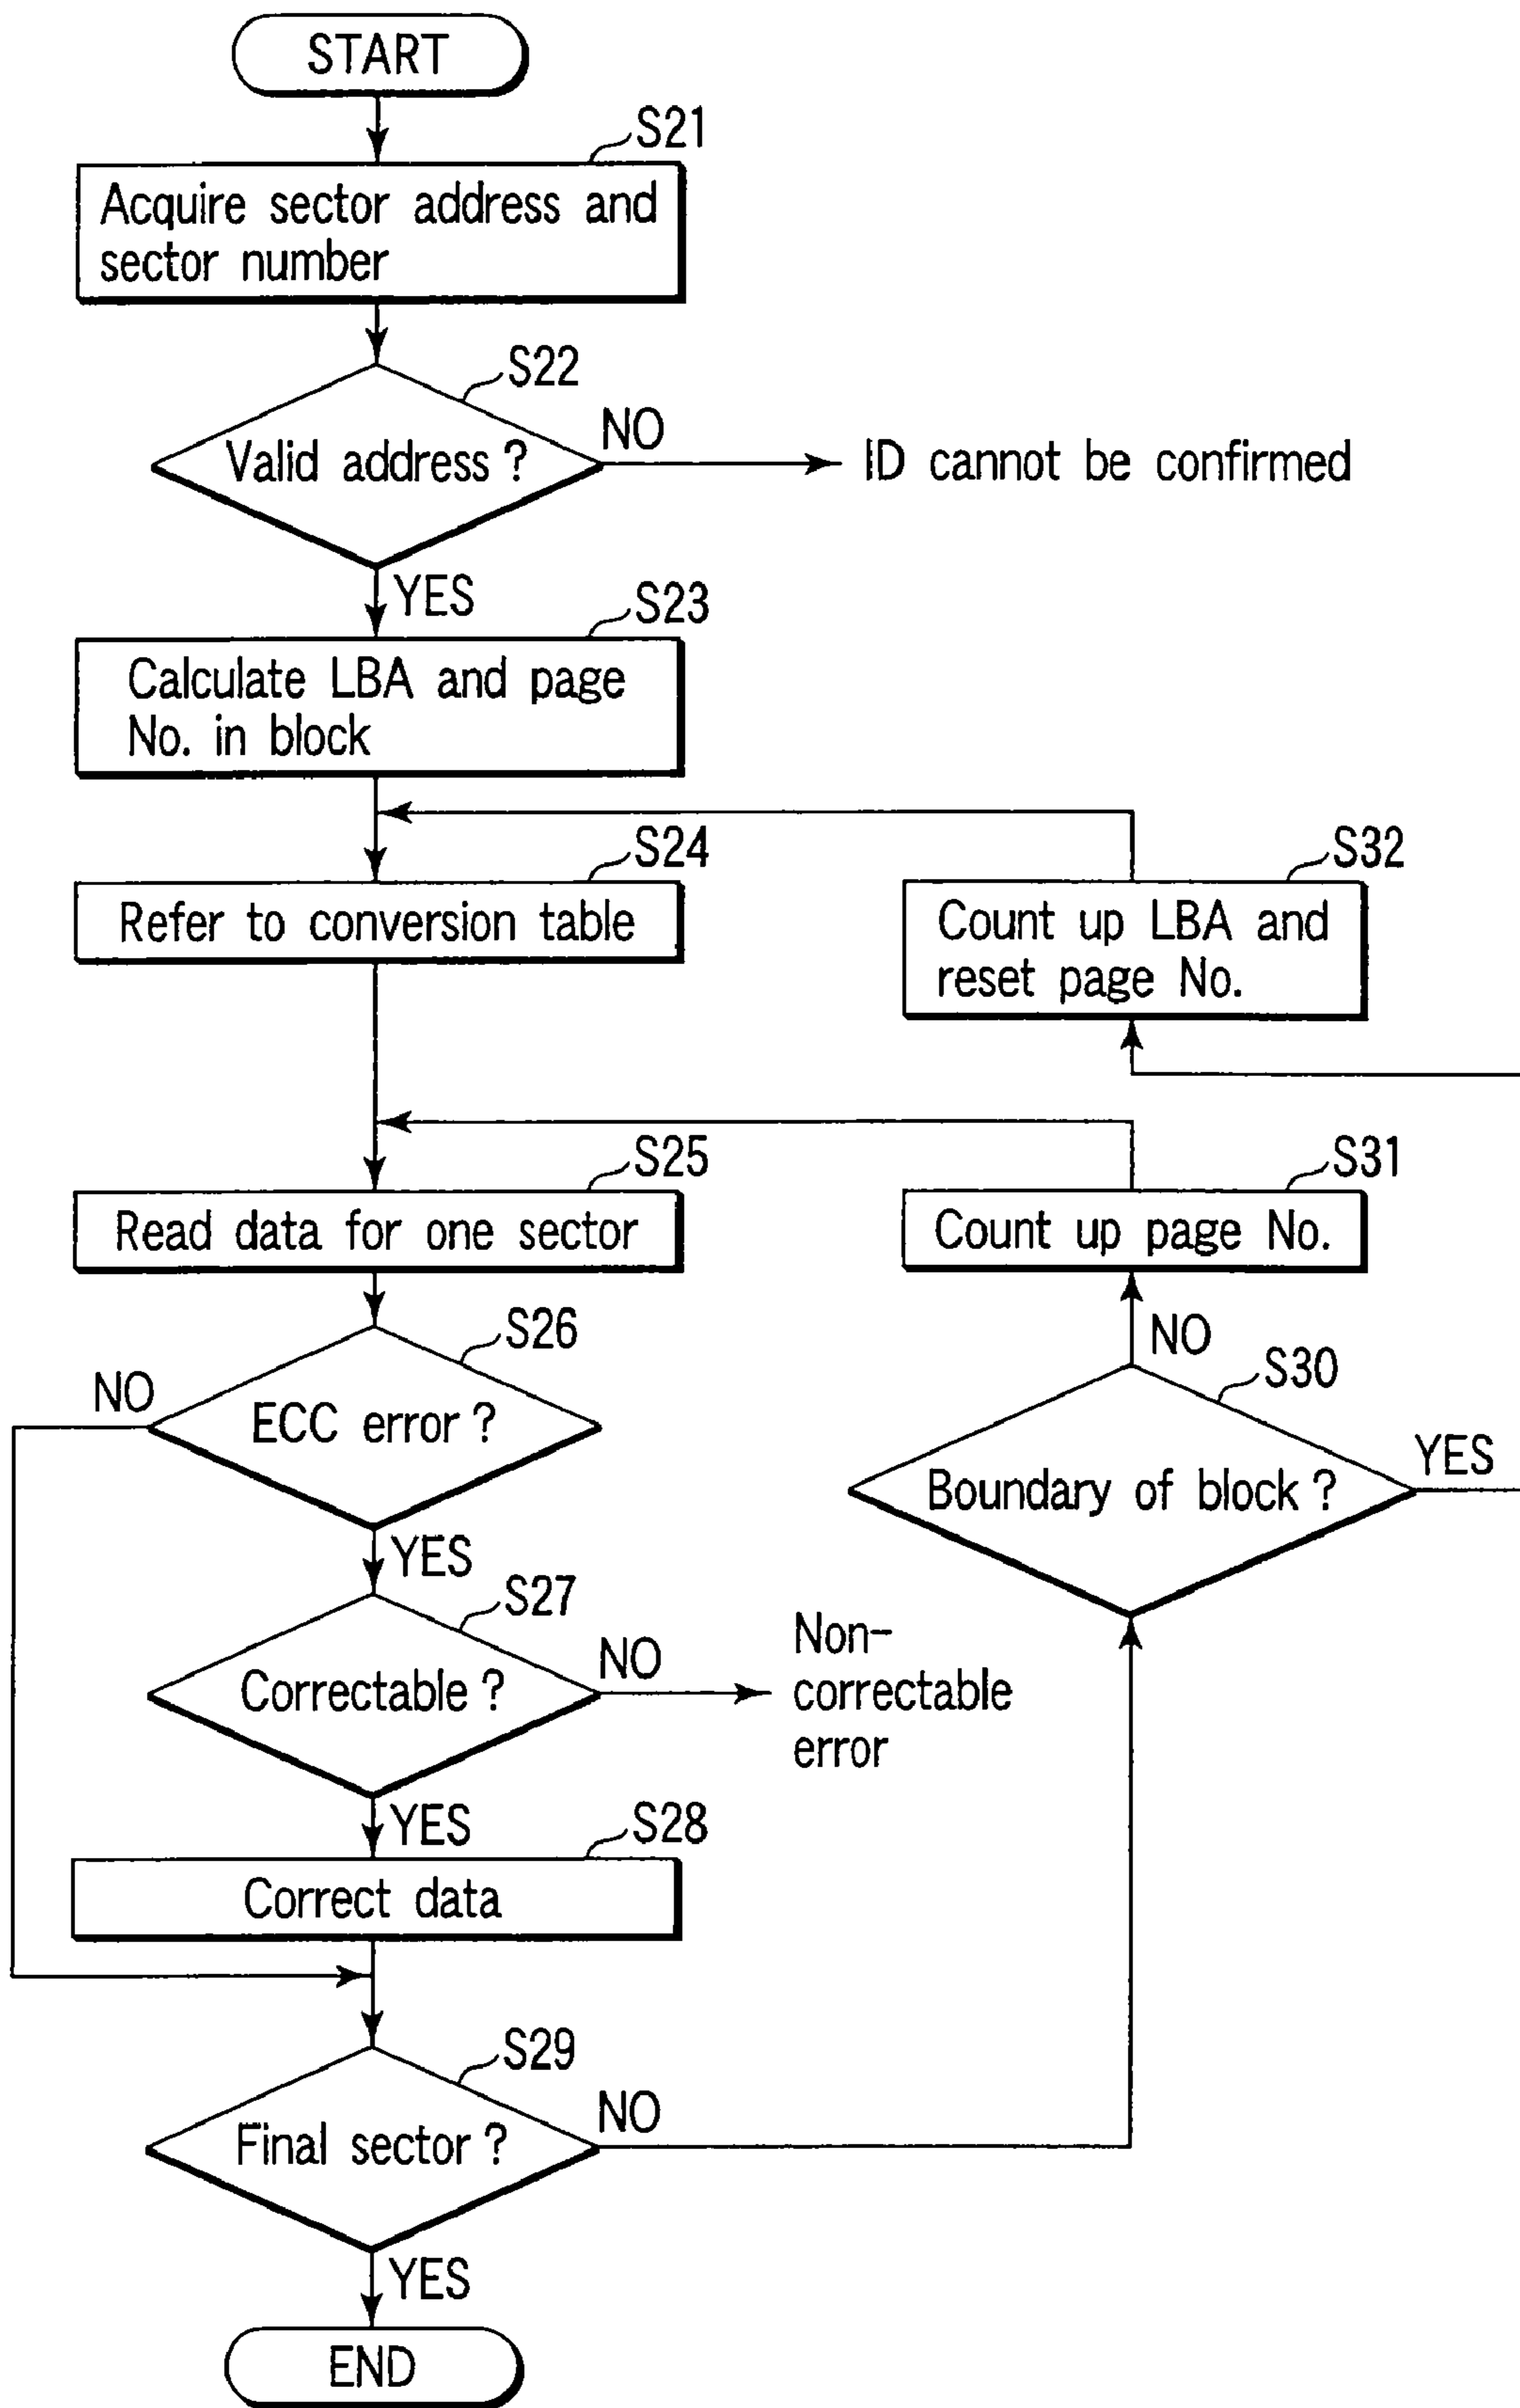 START
S21
Acquire sector address and
sector number
S22
Valid address ?
NO
ID cannot be confirmed
YES
S23
Calculate LBA and page
No. in block
S24
Refer to conversion table
S32
Count up LBA and
reset page No.
S25
Read data for one sector
S31
Count up page No.
NO
S26
ECC error ?
NO
S30
Boundary of block ?
YES
YES
S27
Correctable ?
NO
Non-
correctable
error
YES
S28
Correct data
S29
Final sector ?
NO
YES
END